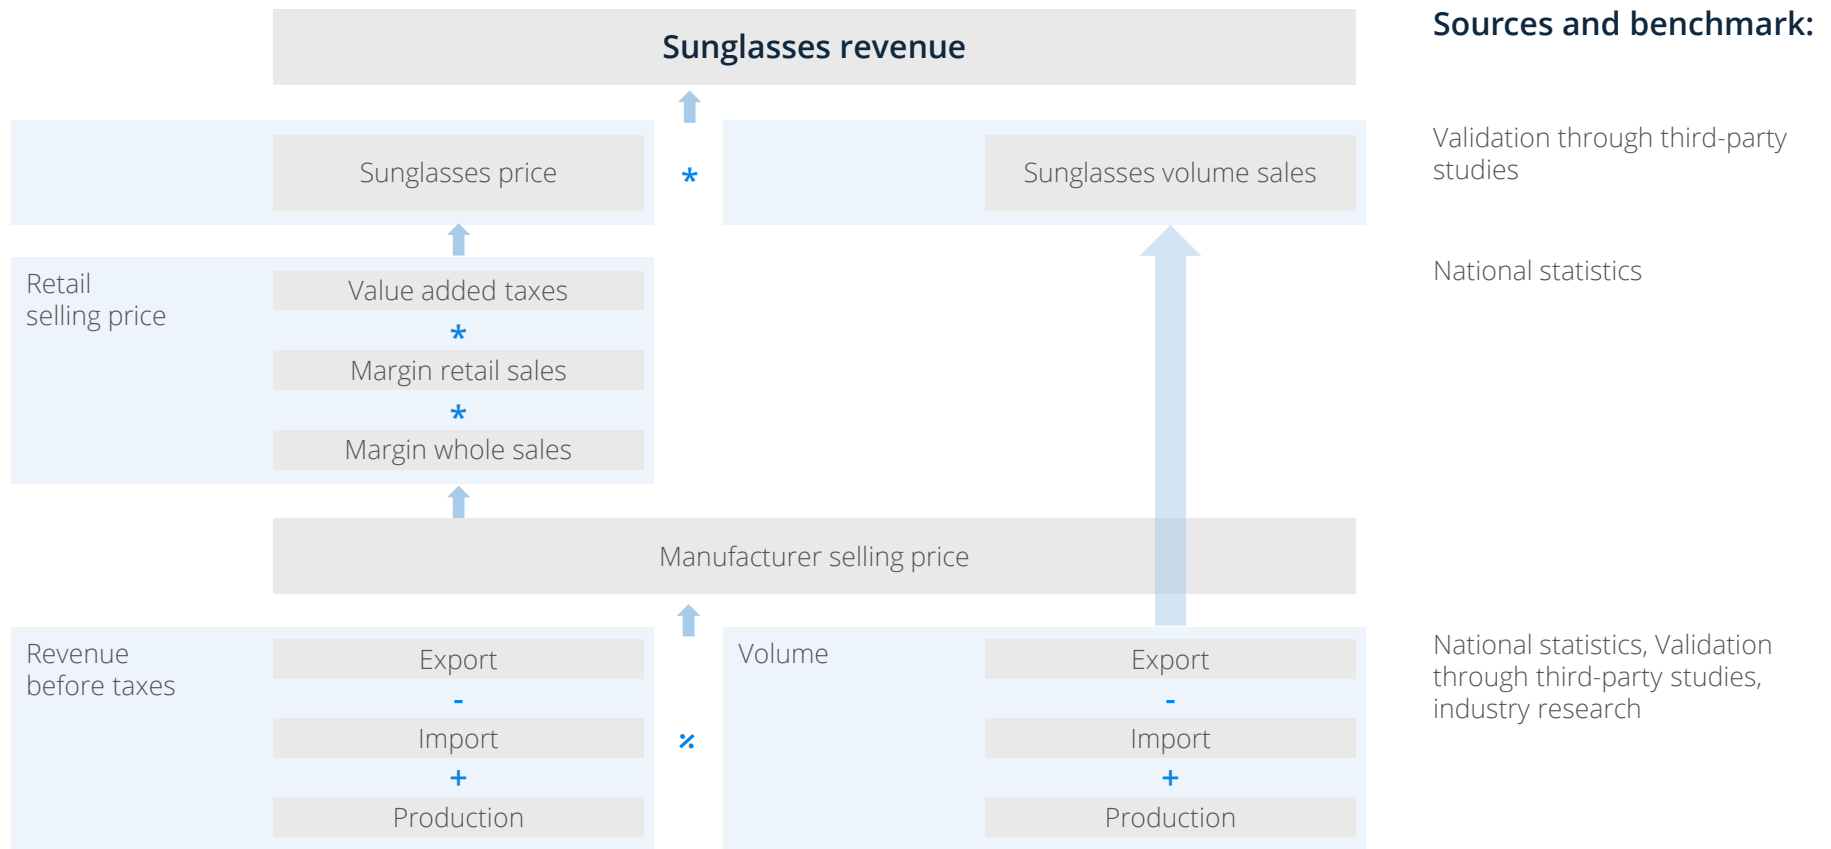 Sunglasses revenue
Sources and benchmark:
Sunglasses price
*
Sunglasses volume sales
Validation through third-party
studies
Retail
selling price
Value added taxes
*
Margin retail sales
*
Margin whole sales
National statistics
Manufacturer selling price
Revenue
before taxes
Export
-
Import
+
Production
٪
Volume
Export
-
Import
+
Production
National statistics, Validation
through third-party studies,
industry research